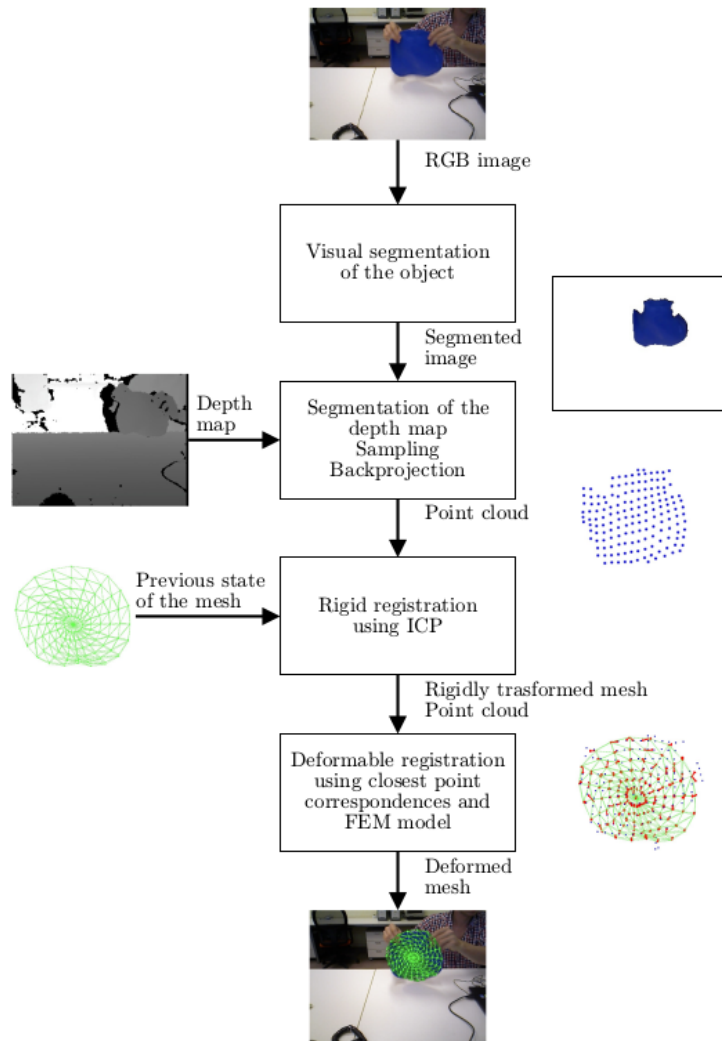 RGB image
Visual segmentation
of the object
Segmented
image
Depth
map
Segmentation of the
depth map
Sampling
Backprojection
Point cloud
Previous state
of the mesh
Rigid registration
using ICP
Rigidly trasformed mesh
Point cloud
Deformable registration
using closest point
correspondences and
FEM model
Deformed
mesh